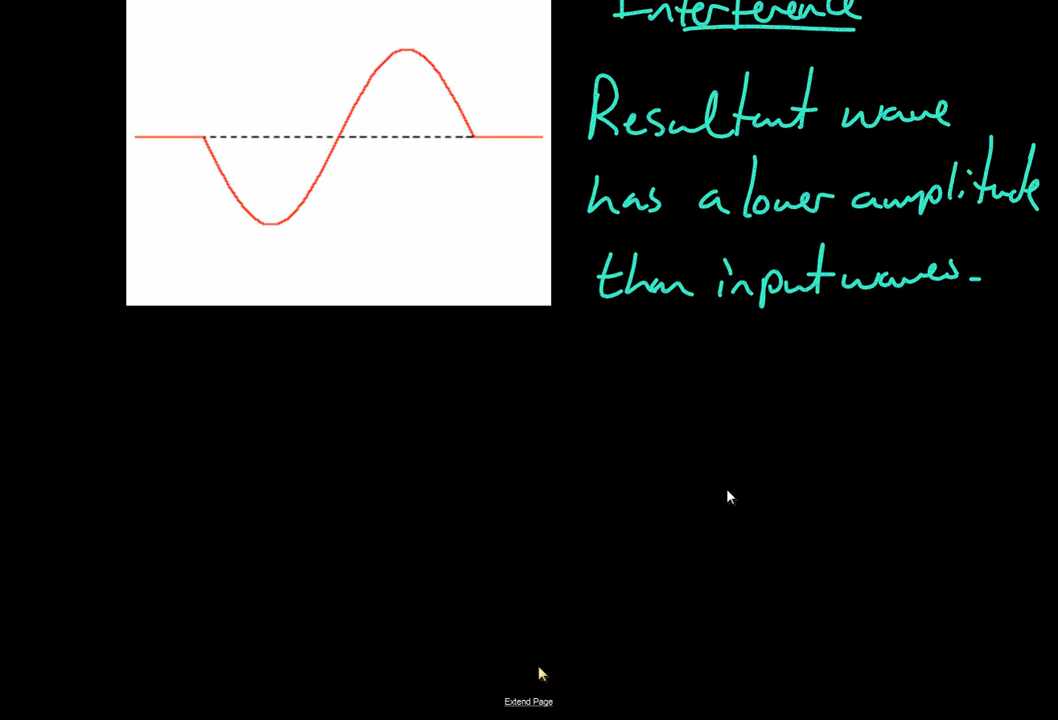 Interference
Resultant wave
has a lower amplitude
than input waves.
Extend Page